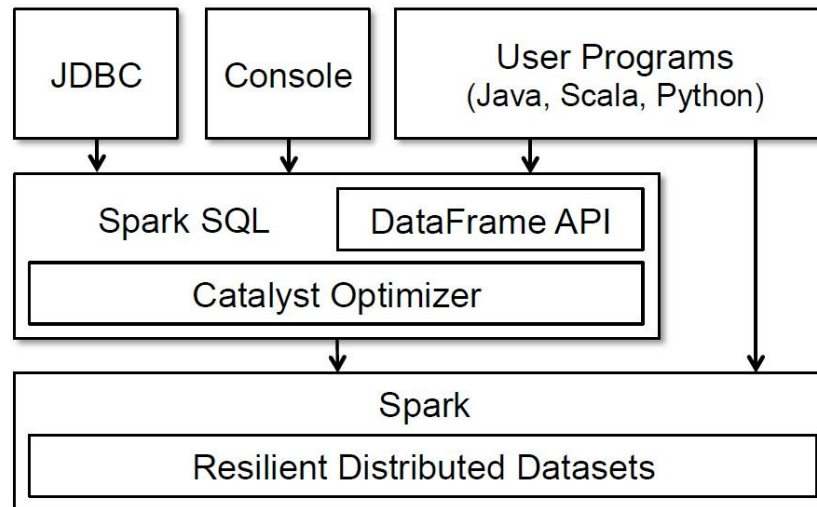 JDBC
Console
User Programs
(Java, Scala, Python)
Spark SQL
DataFrame API
Catalyst Optimizer
Spark
Resilient Distributed Datasets